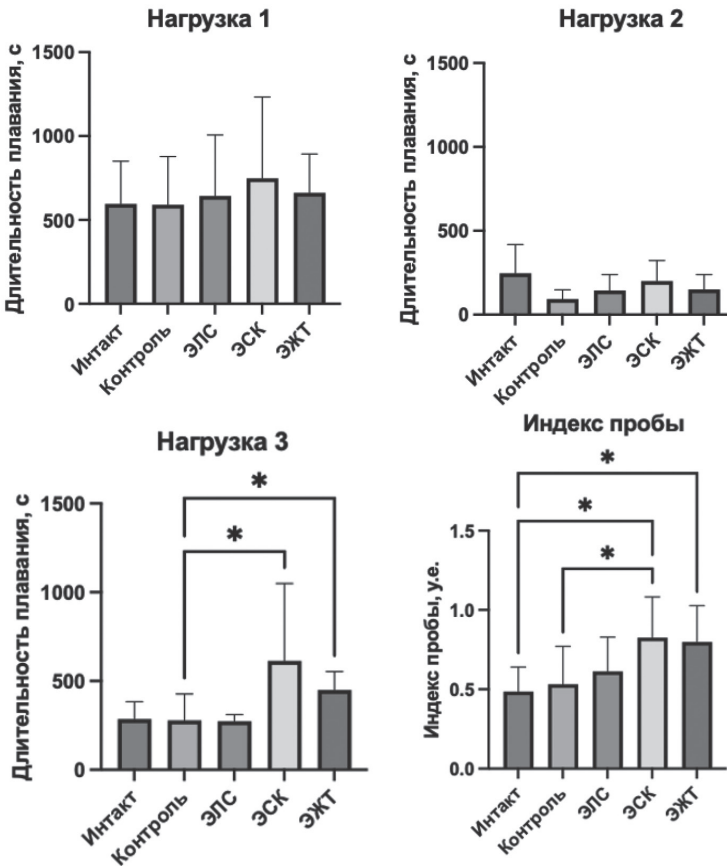 Нагрузка 1
Длительность плавания, с
1500
1000
500
0
Интакт
Контроль
ЭЛС
ЭСК
ЭЖТ
Нагрузка 2
Длительность плавания, с
1500
1000
500
0
Интакт
Контроль
ЭЛС
ЭСК
ЭЖТ
Нагрузка 3
Длительность плавания, с
1500
1000
500
0
*
*
Интакт
Контроль
ЭЛС
ЭСК
ЭЖТ
Индекс пробы
Индекс пробы, у.е.
1.5
1.0
0.5
0.0
*
*
*
Интакт
Контроль
ЭЛС
ЭСК
ЭЖТ